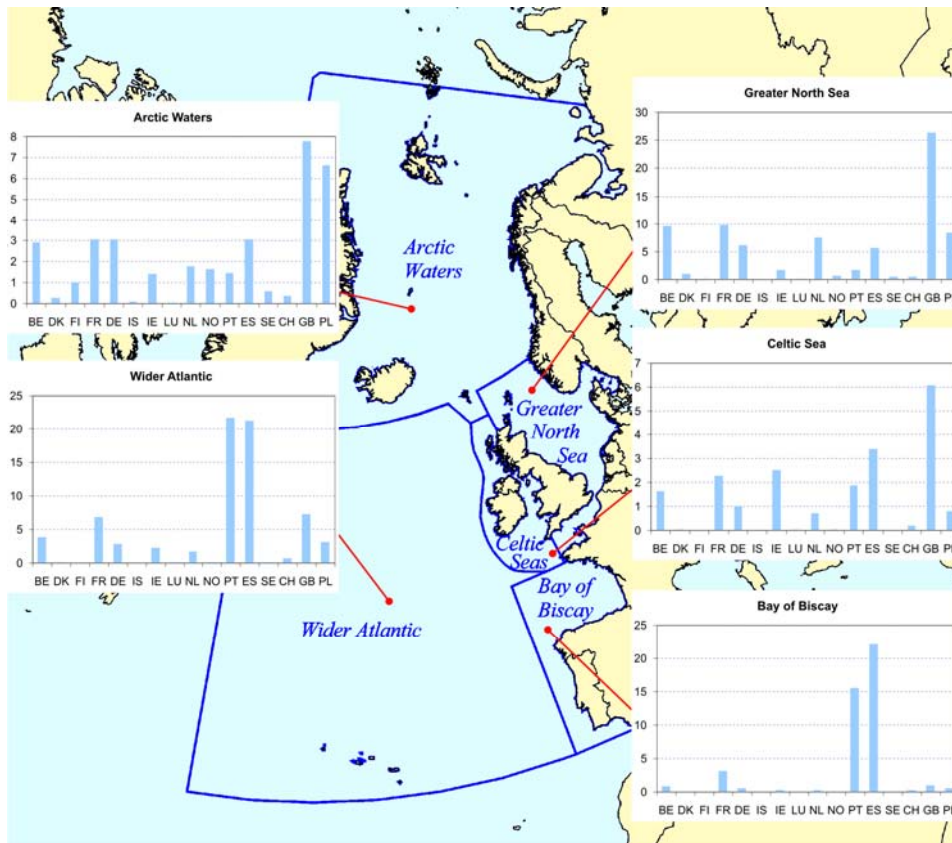 Arctic Waters
8
7
6
5
4
3
2
1
0
BE DK FI FR DE IS IE LU NL NO PT ES SE CH GB PL
Wider Atlantic
25
20
15
10
5
0
BE DK FI FR DE IS IE LU NL NO PT ES SE CH GB PL
Arctic
Waters
Greater
North
Sea
Celtic
Seas
Bay of
Biscay
Wider Atlantic
Greater North Sea
30
25
20
15
10
5
0
BE DK FI FR DE IS IE LU NL NO PT ES SE CH GB PL
Celtic Sea
7
6
5
4
3
2
1
0
BE DK FI FR DE IS IE LU NL NO PT ES SE CH GB PL
Bay of Biscay
25
20
15
10
5
0
BE DK FI FR DE IS IE LU NL NO PT ES SE CH GB PL